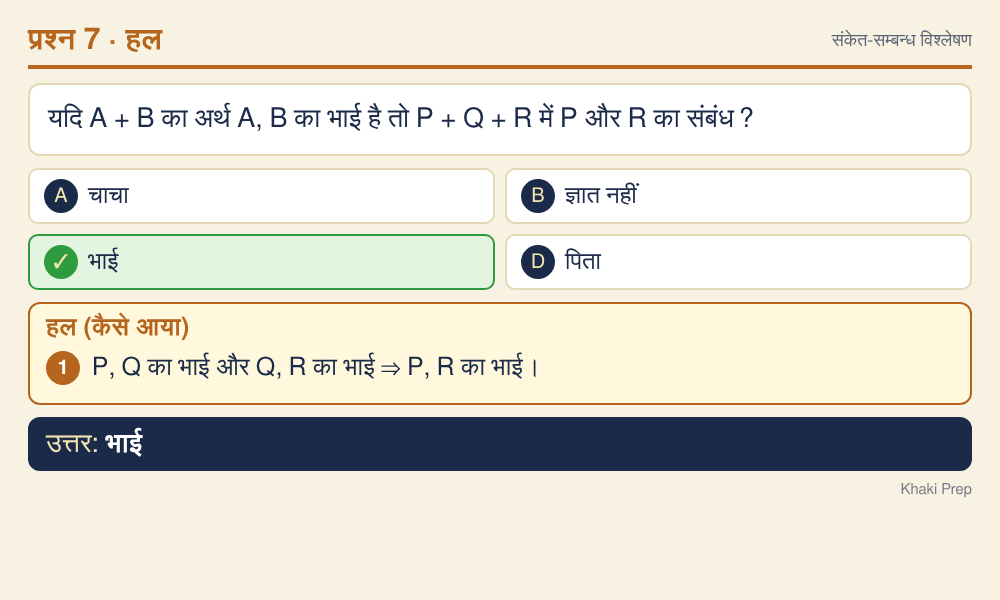 प्रश्न 7 · हल
संकेत-सम्बन्ध विश्लेषण
यदि A + B का अर्थ A, B का भाई है तो P + Q + R में P और R का संबंध ?
A चाचा
B ज्ञात नहीं
✓ भाई
D पिता
हल (कैसे आया)
1 P, Q का भाई और Q, R का भाई ⇒ P, R का भाई।
उत्तर: भाई
Khaki Prep